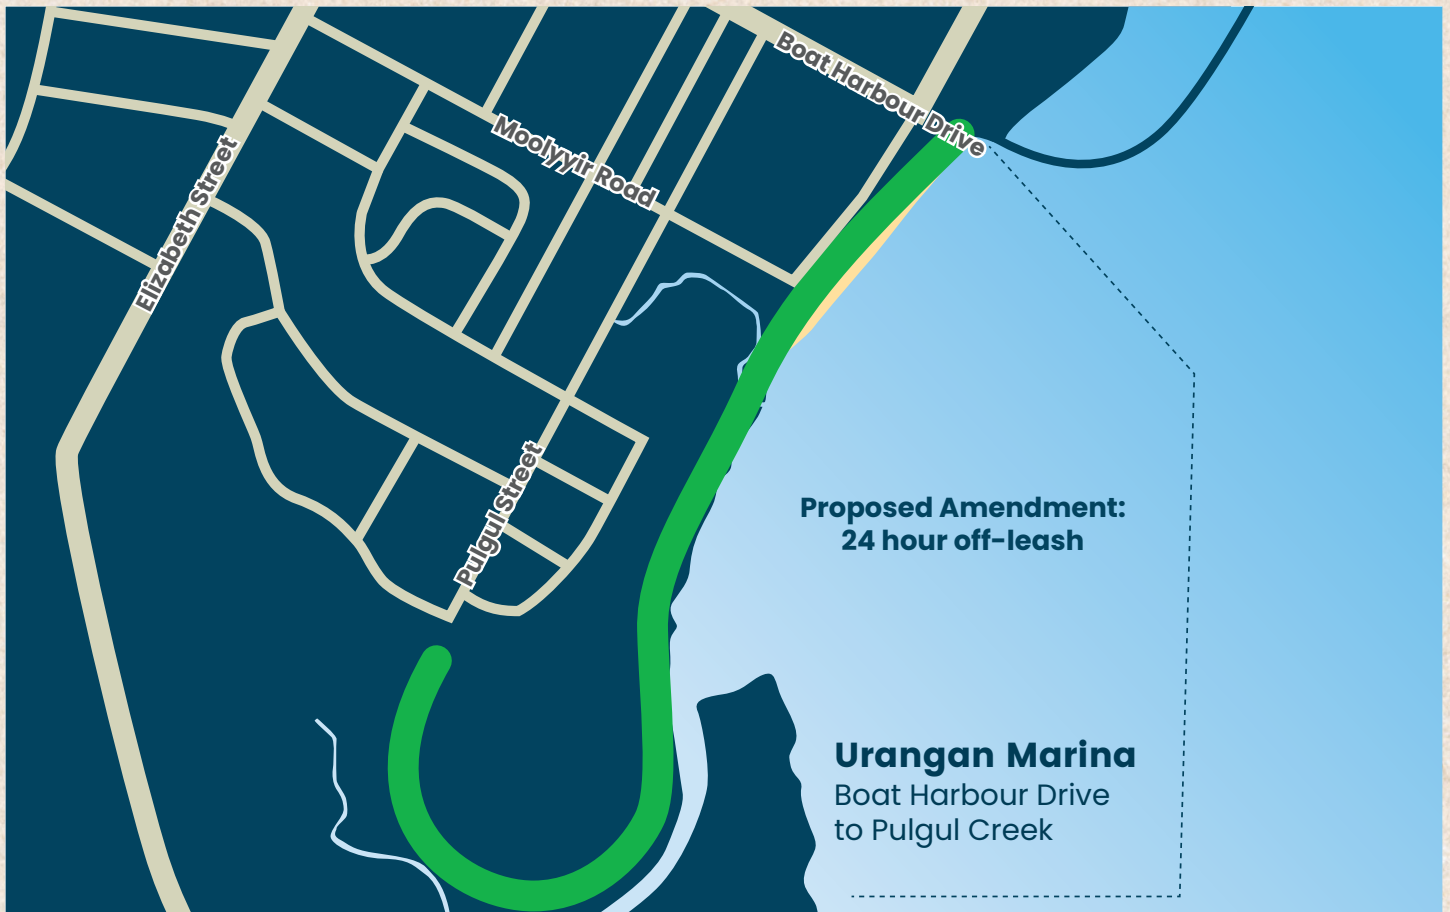 Boat Harbour Drive
Moolyyir Road
Elizabeth Street
Pulgul Street
Proposed Amendment:
24 hour off-leash
Urangan Marina
Boat Harbour Drive
to Pulgul Creek